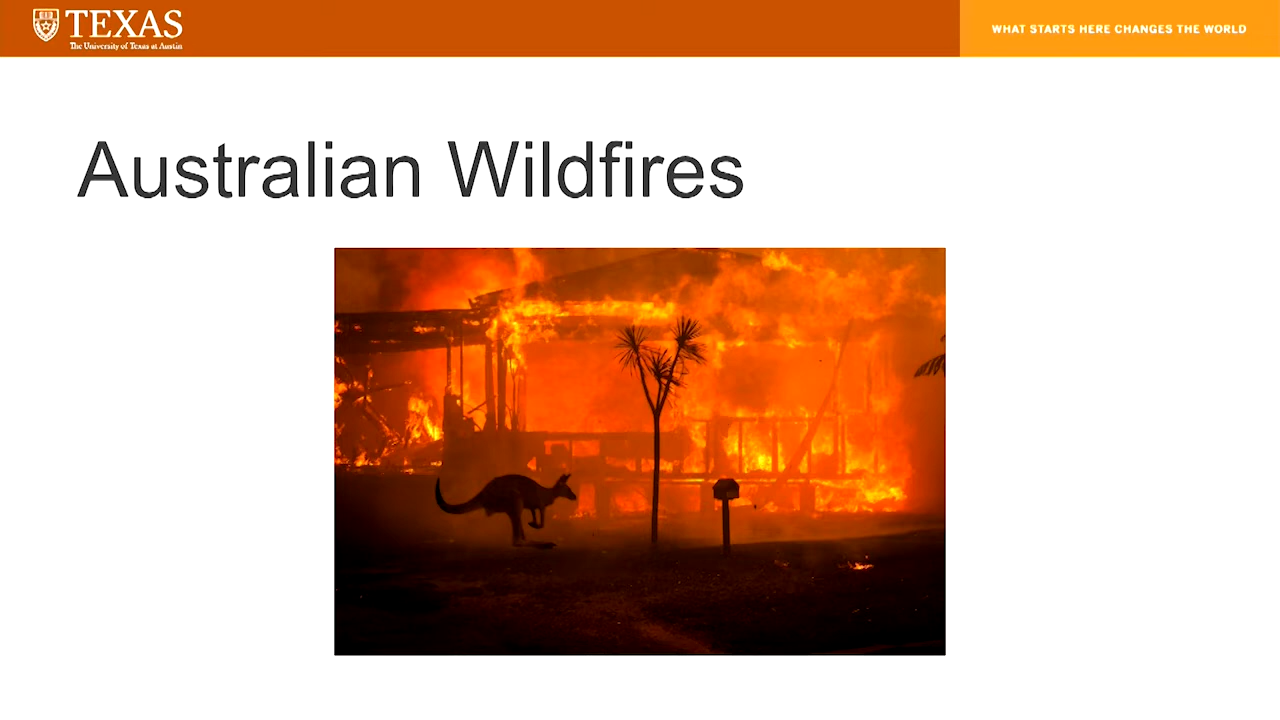 TEXAS
The University of Texas at Austin
WHAT STARTS HERE CHANGES THE WORLD
Australian Wildfires